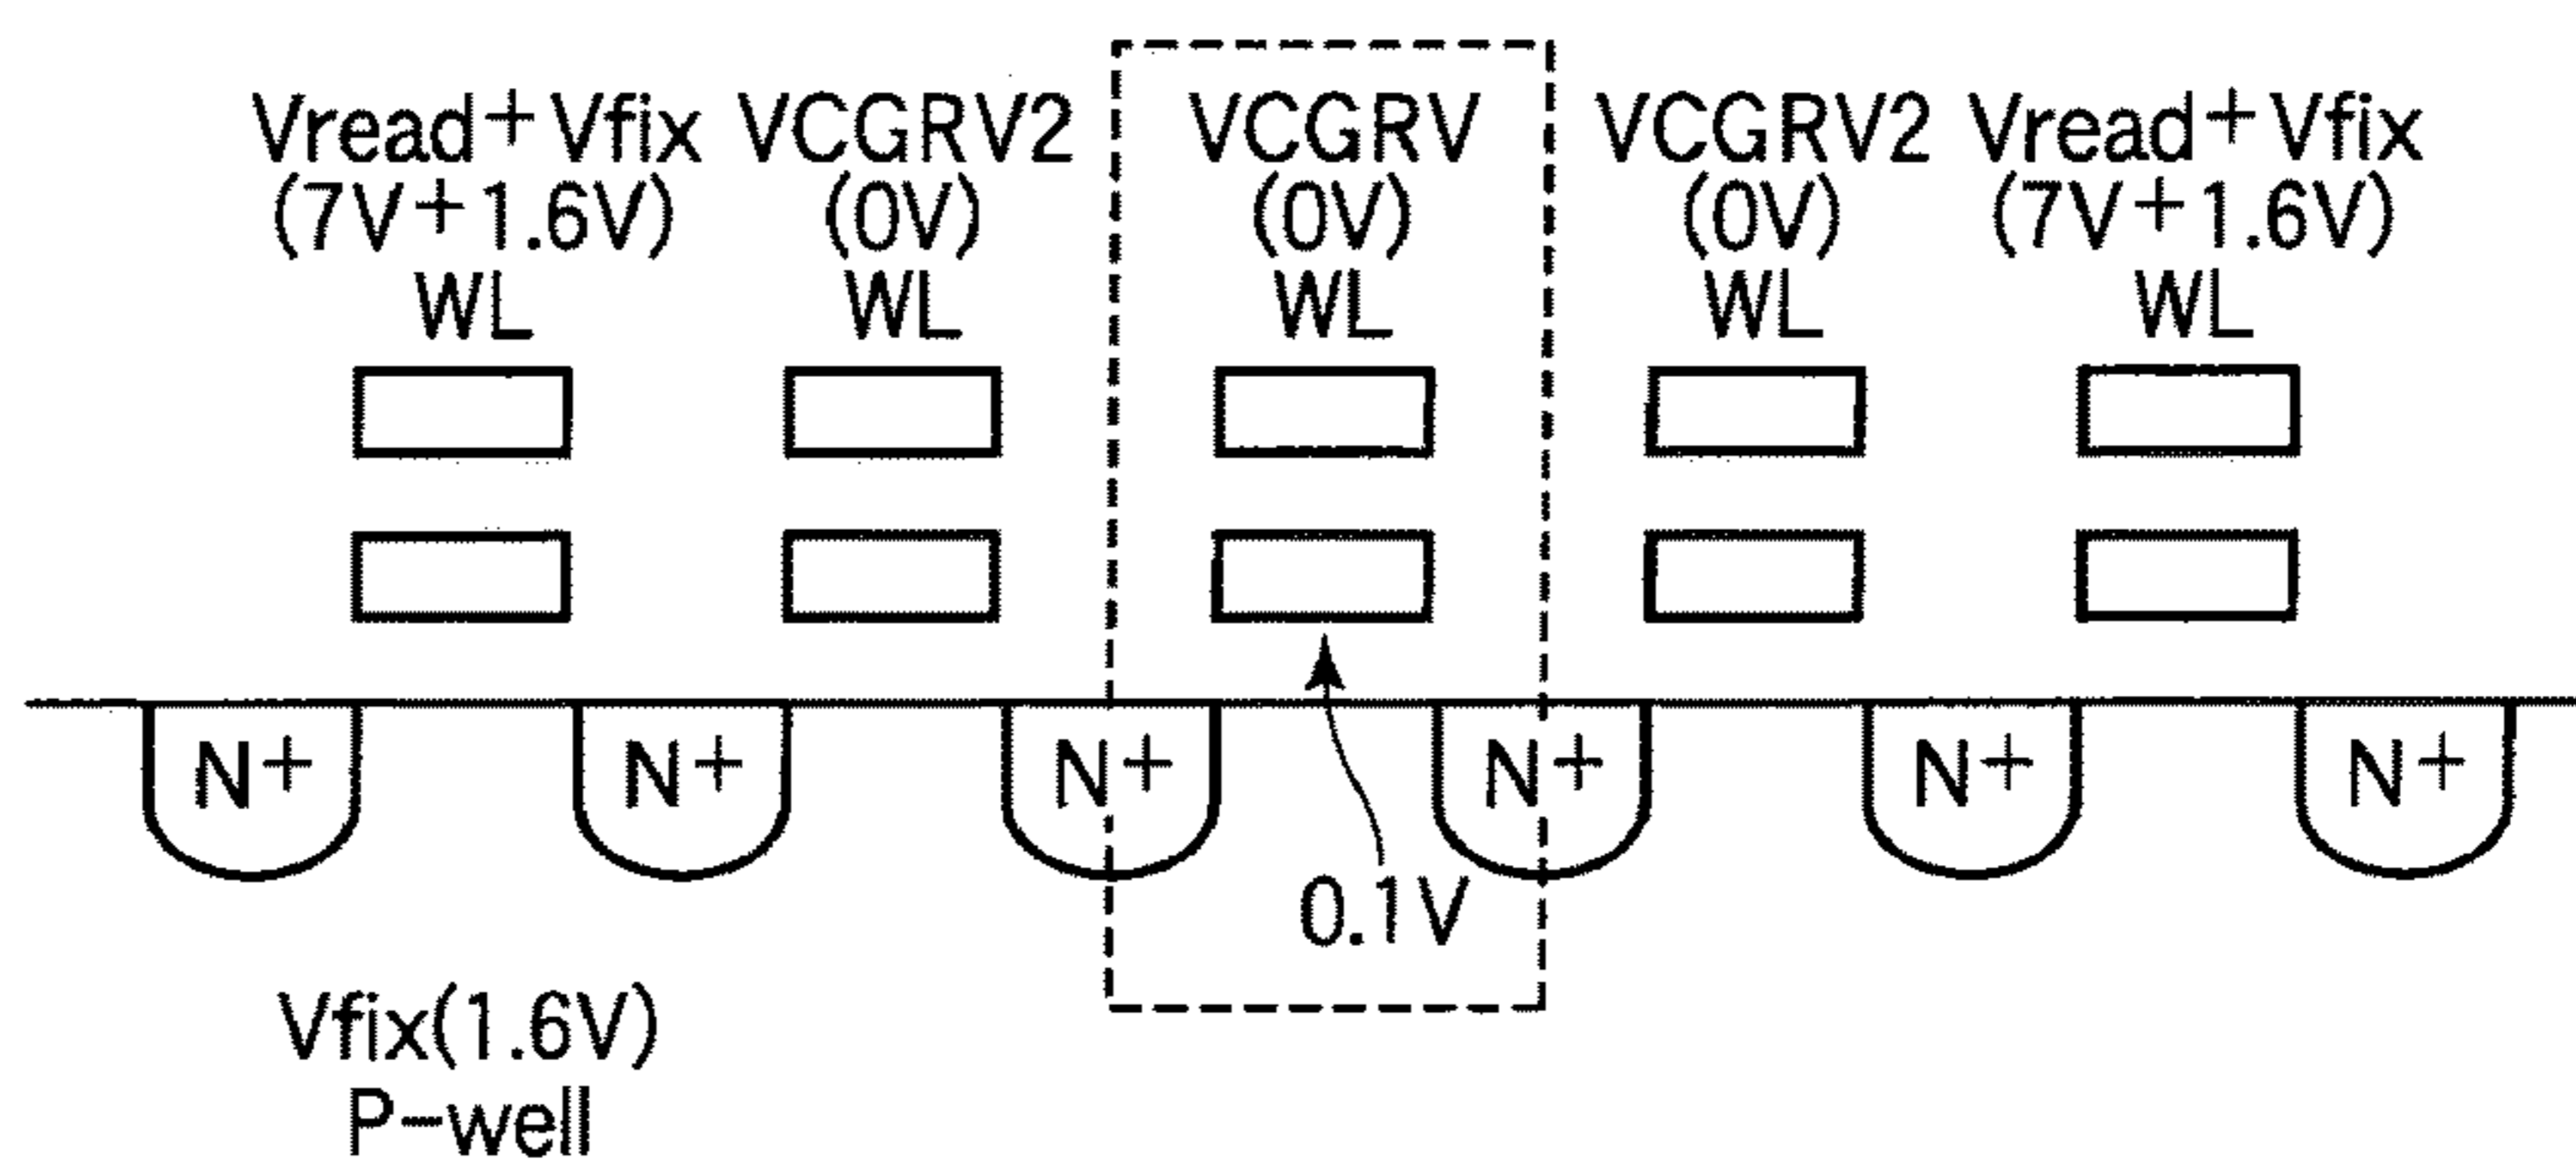 Vread+Vfix VCGRV2 VCGRV VCGRV2 Vread+Vfix
(7V+1.6V) (0V) (0V) (0V) (7V+1.6V)
WL WL WL WL WL
N+ N+ N+ N+ N+ N+
0.1V
Vfix(1.6V)
P-well